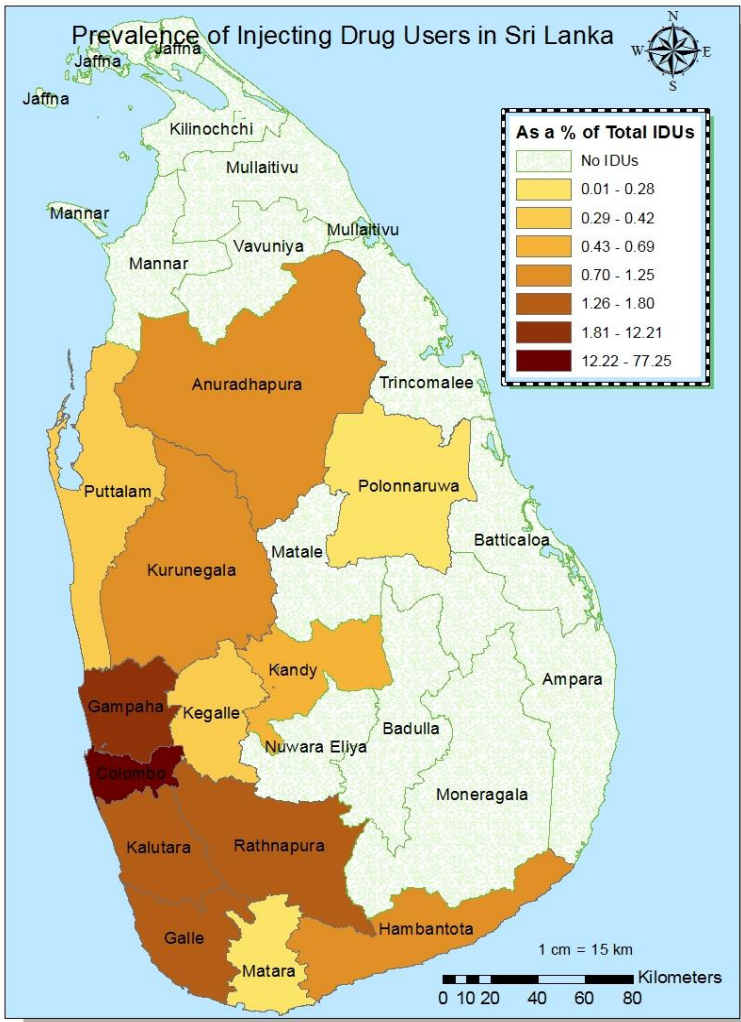 Prevalence of Injecting Drug Users in Sri Lanka
N
W E
S
Jaffna
Jaffna
Jaffna
Kilinochchi
Mullaitivu
Mannar
Vavuniya
Mullaitivu
Mannar
Trincomalee
Anuradhapura
Puttalam
Polonnaruwa
Batticaloa
Matale
Kurunegala
Kandy
Ampara
Gampaha
Kegalle
Badulla
Nuwara Eliya
Colombo
Moneragala
Kalutara
Rathnapura
Galle
Hambantota
Matara
As a % of Total IDUs
No IDUs
0.01 - 0.28
0.29 - 0.42
0.43 - 0.69
0.70 - 1.25
1.26 - 1.80
1.81 - 12.21
12.22 - 77.25
1 cm = 15 km
Kilometers
0 10 20 40 60 80